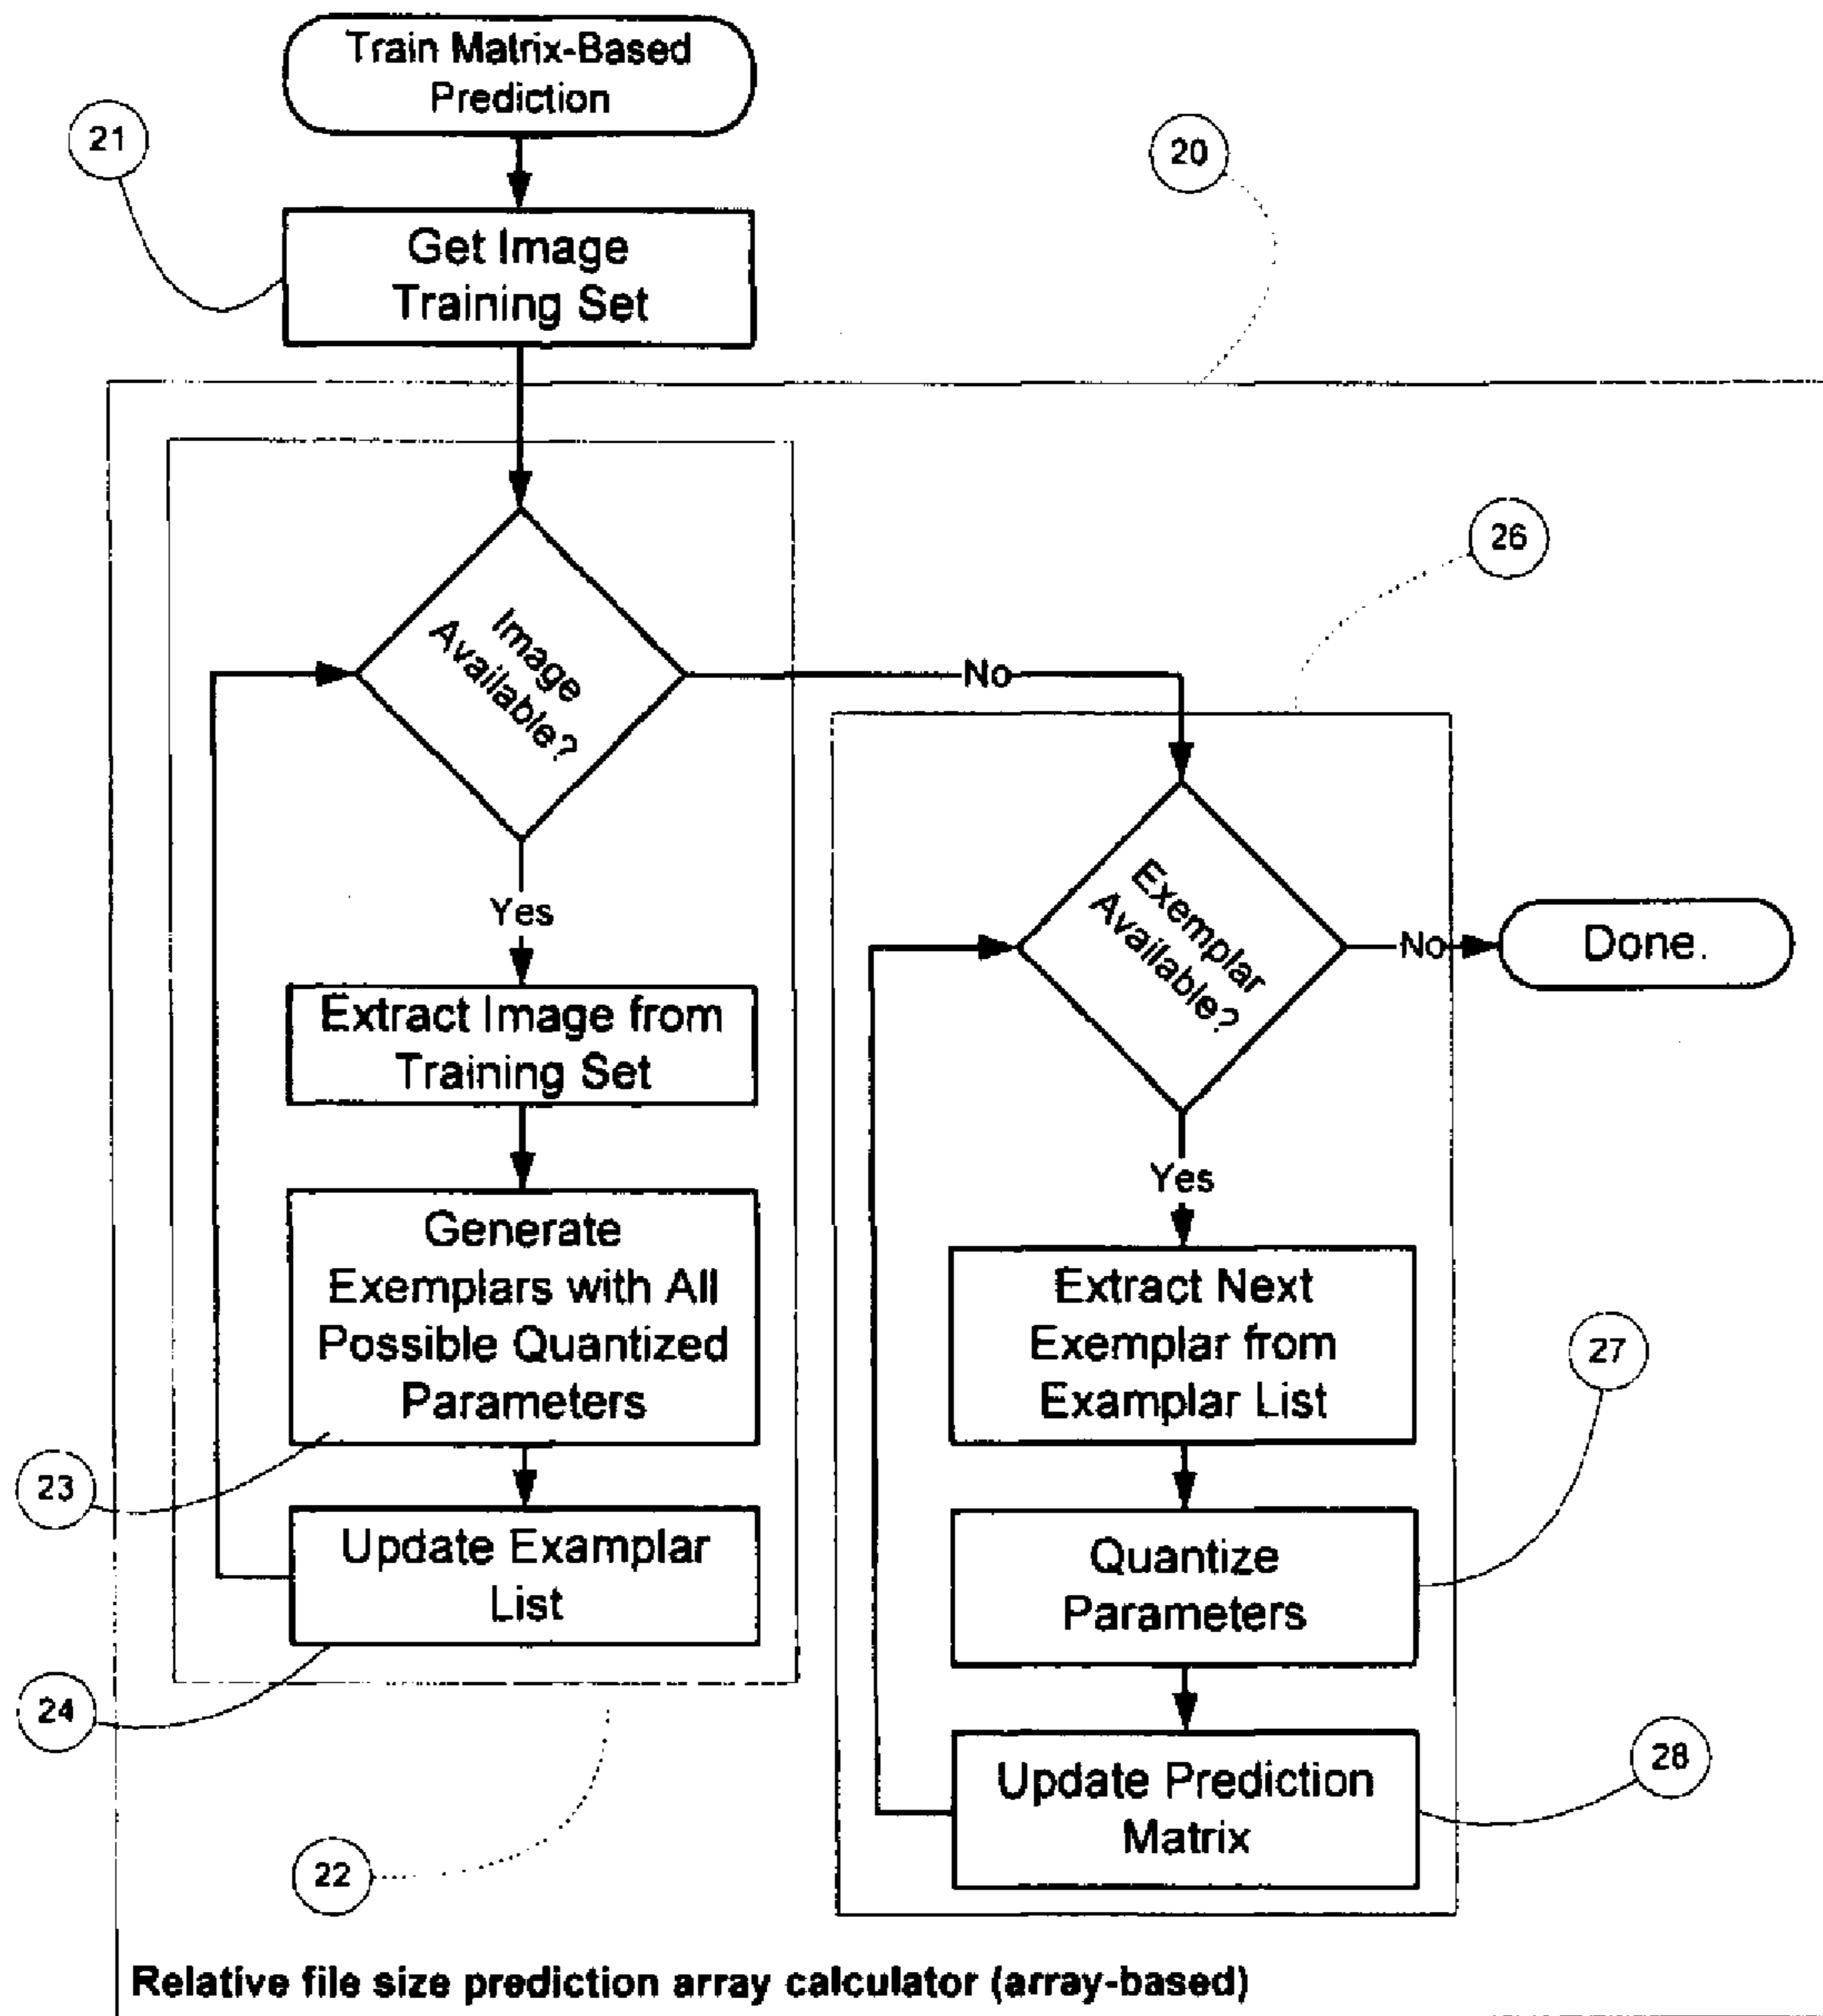 Train Matrix-Based
Prediction
21
20
Get Image
Training Set
26
Image
Available?
No
Exemplar
Available?
Yes
No
Done.
Extract Image from
Training Set
Yes
Generate
Exemplars with All
Possible Quantized
Parameters
Extract Next
Exemplar from
Examplar List
27
23
Update Examplar
List
Quantize
Parameters
24
Update Prediction
Matrix
28
22
Relative file size prediction array calculator (array-based)